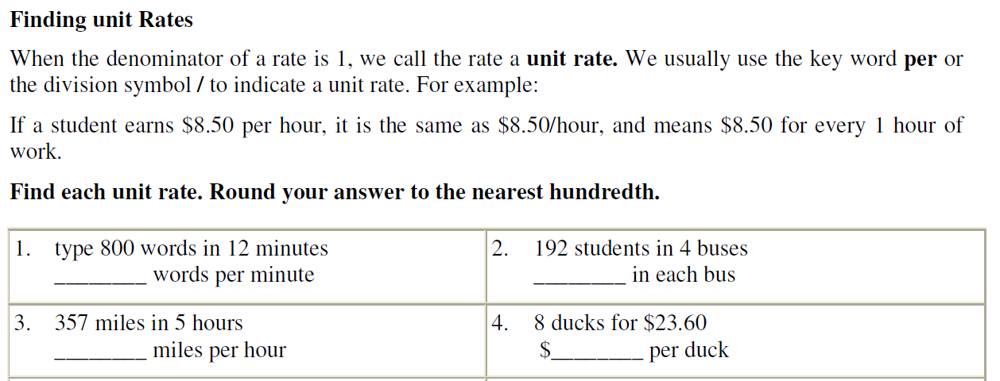 Finding unit Rates
When the denominator of a rate is 1, we call the rate a unit rate. We usually use the key word per or
the division symbol / to indicate a unit rate. For example:
If a student earns $8.50 per hour, it is the same as $8.50/hour, and means $8.50 for every 1 hour of
work.
Find each unit rate. Round your answer to the nearest hundredth.
1. type 800 words in 12 minutes
________ words per minute
2. 192 students in 4 buses
________ in each bus
3. 357 miles in 5 hours
________ miles per hour
4. 8 ducks for $23.60
$________ per duck